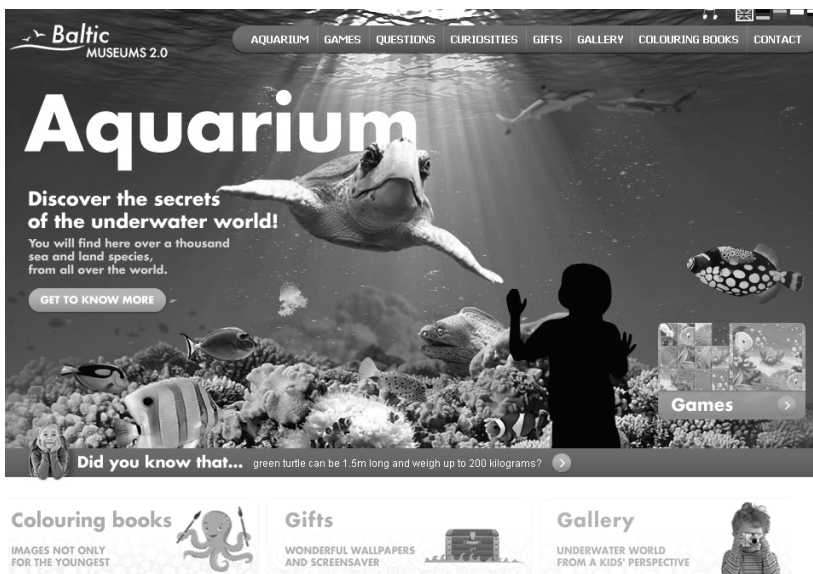 Baltic
MUSEUMS 2.0
AQUARIUM GAMES QUESTIONS CURIOSITIES GIFTS GALLERY COLOURING BOOKS CONTACT
Aquarium
Discover the secrets
of the underwater world!
You will find here over a thousand
sea and land species,
from all over the world.
GET TO KNOW MORE
Games
Did you know that... green turtle can be 1.5m long and weigh up to 200 kilograms?
Colouring books
IMAGES NOT ONLY
FOR THE YOUNGEST
Gifts
WONDERFUL WALLPAPERS
AND SCREENSAVER
Gallery
UNDERWATER WORLD
FROM A KIDS' PERSPECTIVE